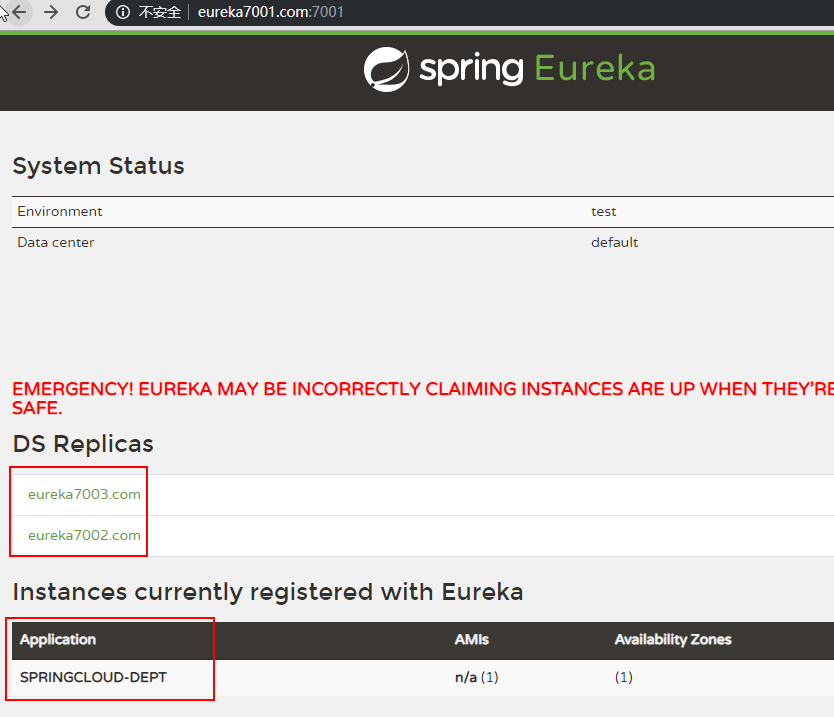 不安全 eureka7001.com:7001
spring Eureka
System Status
Environment test
Data center default
EMERGENCY! EUREKA MAY BE INCORRECTLY CLAIMING INSTANCES ARE UP WHEN THEY'RE
SAFE.
DS Replicas
eureka7003.com
eureka7002.com
Instances currently registered with Eureka
Application AMIs Availability Zones
SPRINGCLOUD-DEPT n/a (1) (1)